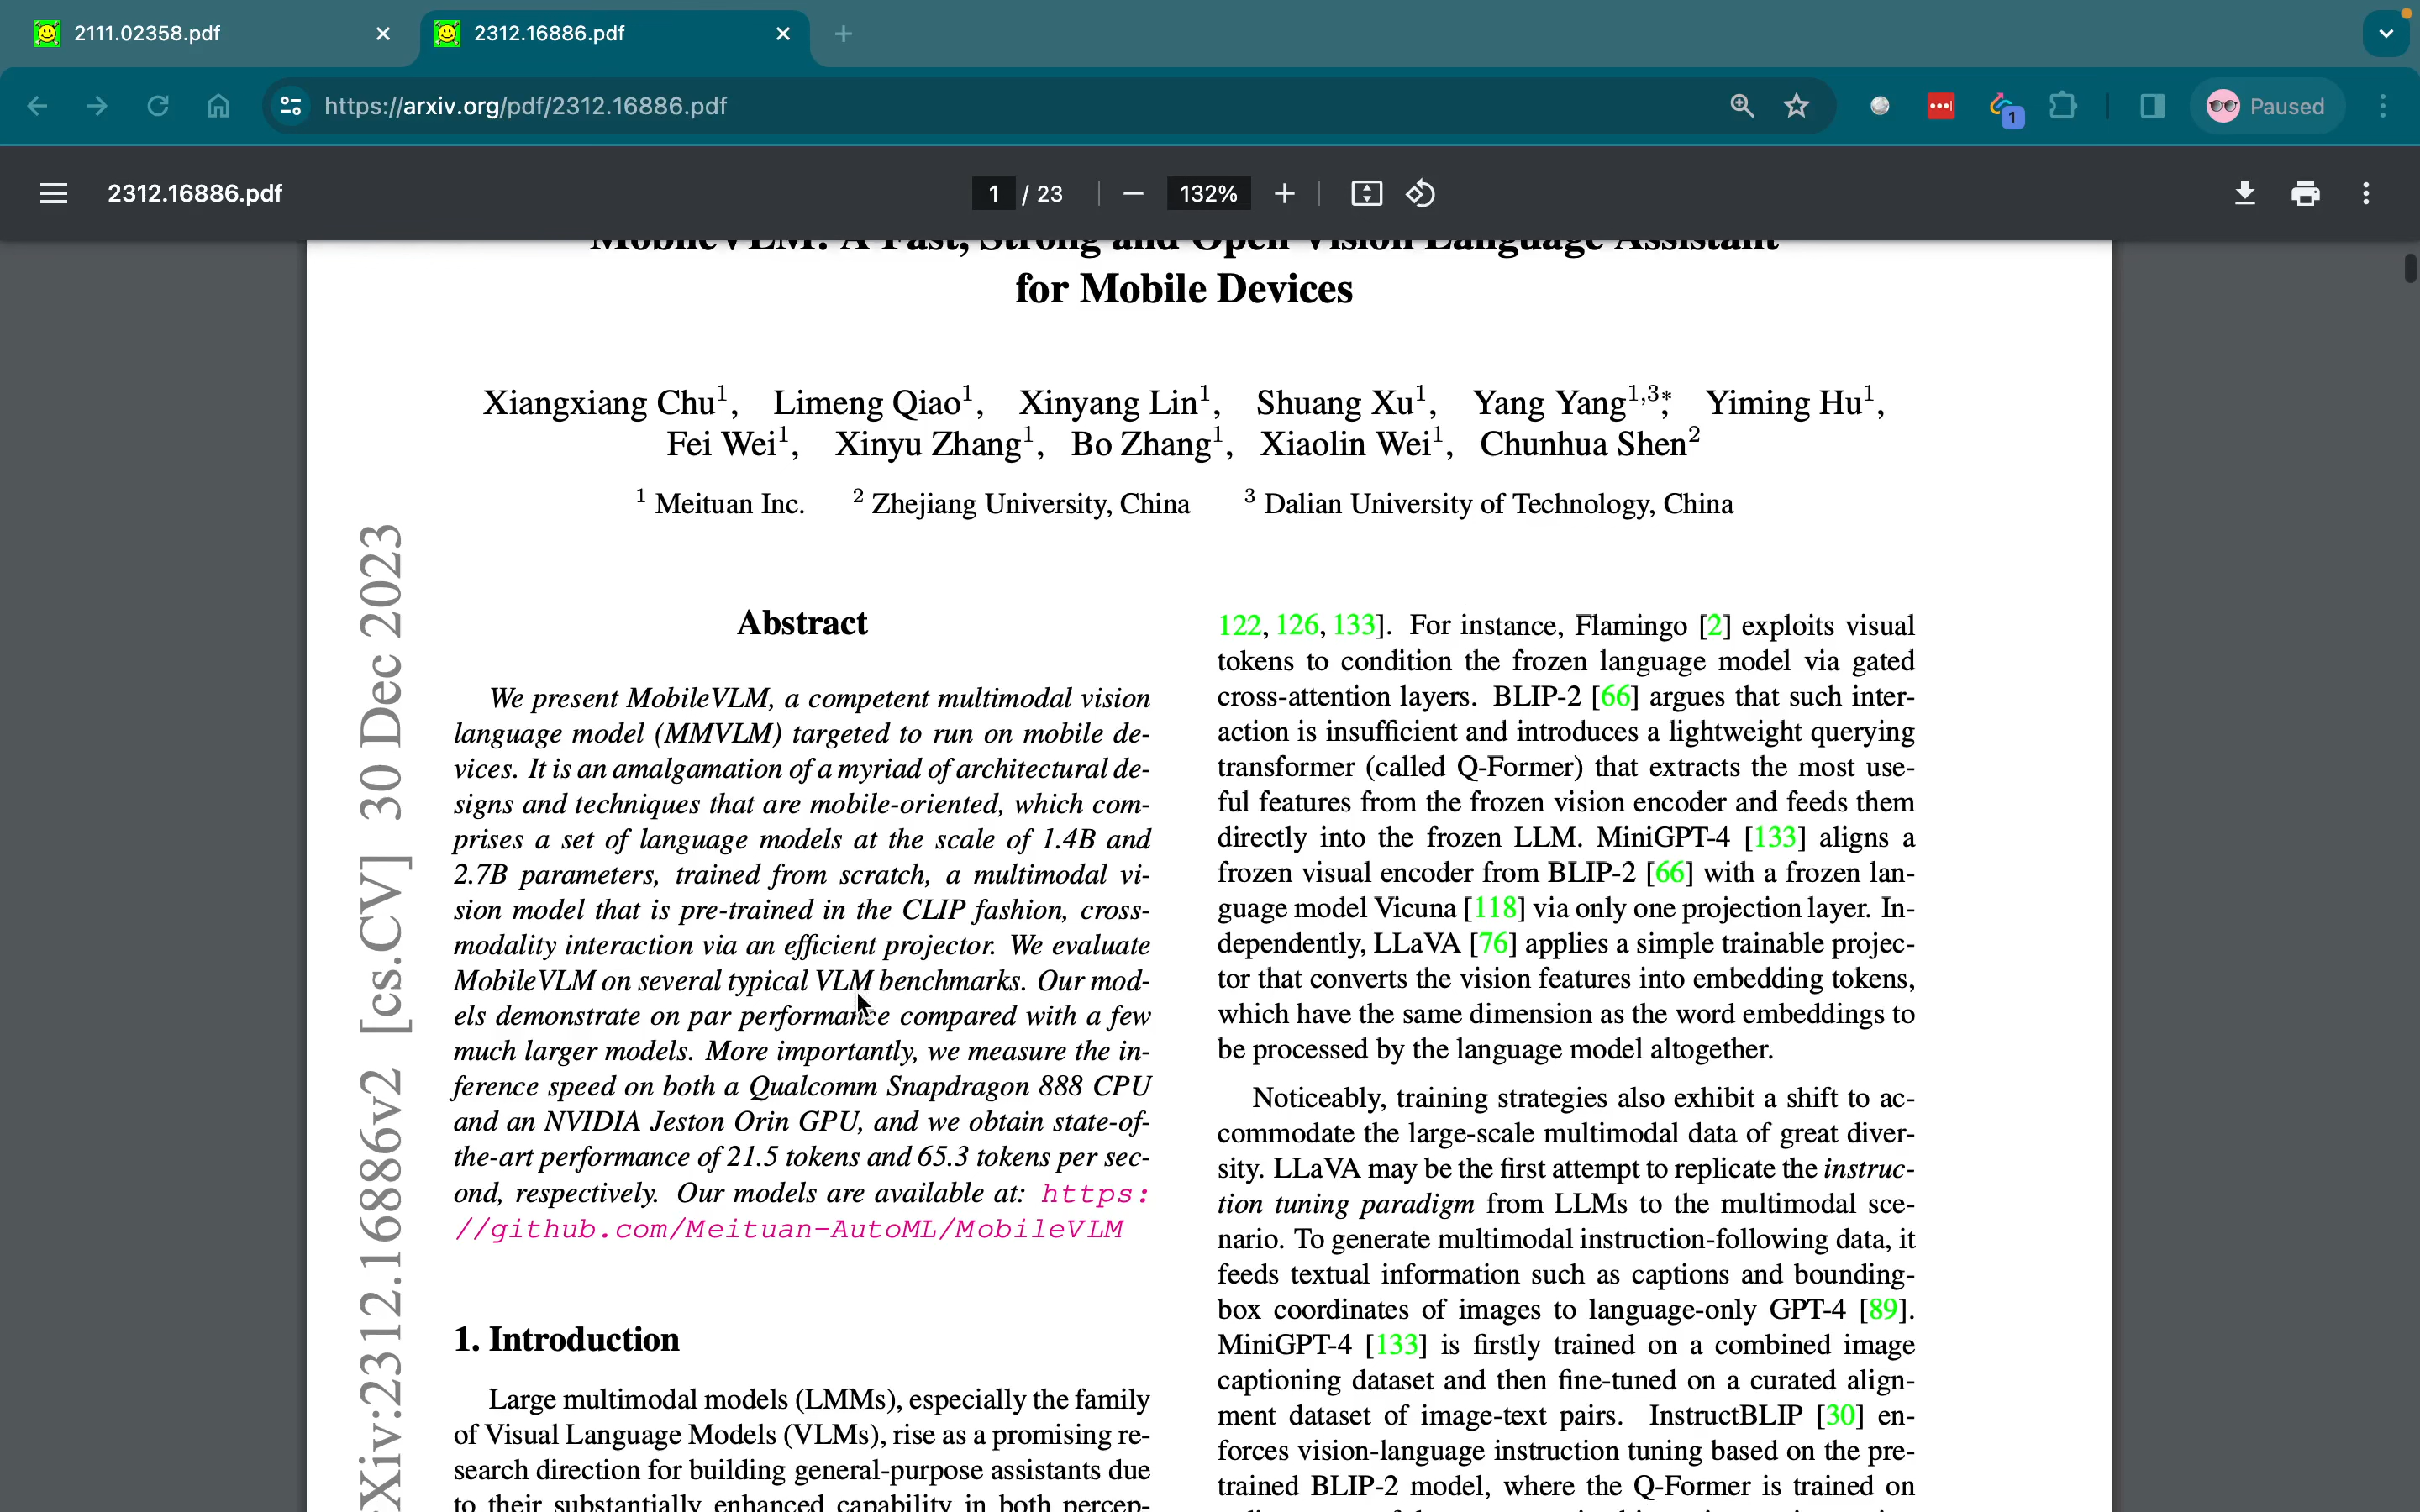 2111.02358.pdf
2312.16886.pdf
https://arxiv.org/pdf/2312.16886.pdf
1
Paused
2312.16886.pdf
1 / 23
132%
MobileVLM: A Fast, Strong and Open Vision Language Assistant
for Mobile Devices
Xiangxiang Chu1, Limeng Qiao1, Xinyang Lin1, Shuang Xu1, Yang Yang1,3*, Yiming Hu1,
Fei Wei1, Xinyu Zhang1, Bo Zhang1, Xiaolin Wei1, Chunhua Shen2
1 Meituan Inc. 2 Zhejiang University, China 3 Dalian University of Technology, China
Xiv:2312.16886v2 [cs.CV] 30 Dec 2023
Abstract
We present MobileVLM, a competent multimodal vision
language model (MMVLM) targeted to run on mobile de-
vices. It is an amalgamation of a myriad of architectural de-
signs and techniques that are mobile-oriented, which com-
prises a set of language models at the scale of 1.4B and
2.7B parameters, trained from scratch, a multimodal vi-
sion model that is pre-trained in the CLIP fashion, cross-
modality interaction via an efficient projector. We evaluate
MobileVLM on several typical VLM benchmarks. Our mod-
els demonstrate on par performance compared with a few
much larger models. More importantly, we measure the in-
ference speed on both a Qualcomm Snapdragon 888 CPU
and an NVIDIA Jeston Orin GPU, and we obtain state-of-
the-art performance of 21.5 tokens and 65.3 tokens per sec-
ond, respectively. Our models are available at: https:
//github.com/Meituan-AutoML/MobileVLM
1. Introduction
Large multimodal models (LMMs), especially the family
of Visual Language Models (VLMs), rise as a promising re-
search direction for building general-purpose assistants due
to their substantially enhanced capability in both percep-
122, 126, 133]. For instance, Flamingo [2] exploits visual
tokens to condition the frozen language model via gated
cross-attention layers. BLIP-2 [66] argues that such inter-
action is insufficient and introduces a lightweight querying
transformer (called Q-Former) that extracts the most use-
ful features from the frozen vision encoder and feeds them
directly into the frozen LLM. MiniGPT-4 [133] aligns a
frozen visual encoder from BLIP-2 [66] with a frozen lan-
guage model Vicuna [118] via only one projection layer. In-
dependently, LLaVA [76] applies a simple trainable projec-
tor that converts the vision features into embedding tokens,
which have the same dimension as the word embeddings to
be processed by the language model altogether.
Noticeably, training strategies also exhibit a shift to ac-
commodate the large-scale multimodal data of great diver-
sity. LLaVA may be the first attempt to replicate the instruc-
tion tuning paradigm from LLMs to the multimodal sce-
nario. To generate multimodal instruction-following data, it
feeds textual information such as captions and bounding-
box coordinates of images to language-only GPT-4 [89].
MiniGPT-4 [133] is firstly trained on a combined image
captioning dataset and then fine-tuned on a curated align-
ment dataset of image-text pairs. InstructBLIP [30] en-
forces vision-language instruction tuning based on the pre-
trained BLIP-2 model, where the Q-Former is trained on